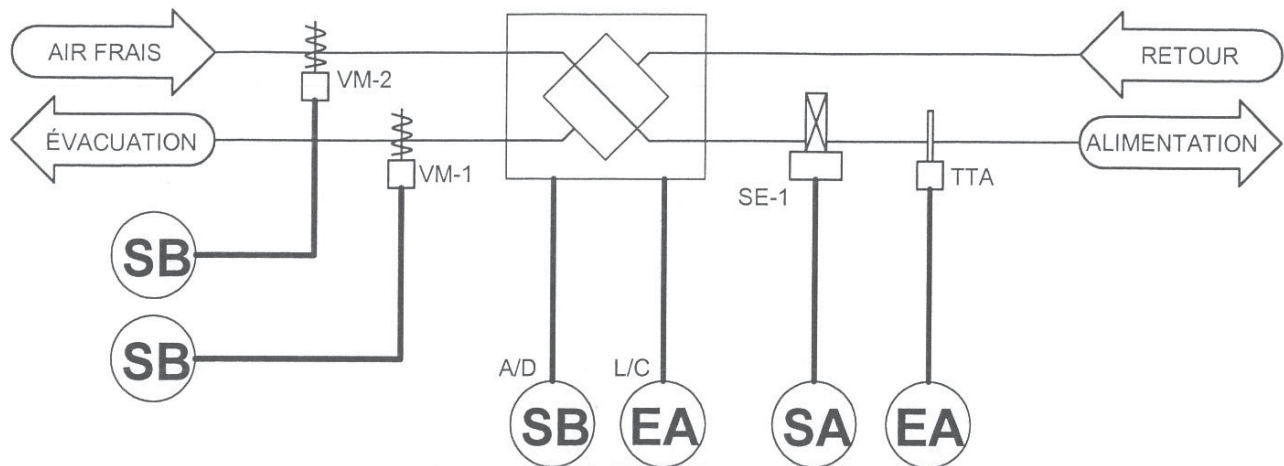 AIR FRAIS
VM-2
RETOUR
ÉVACUATION
VM-1
SE-1
TTA
ALIMENTATION
SB
SB
A/D
L/C
SB
EA
SA
EA